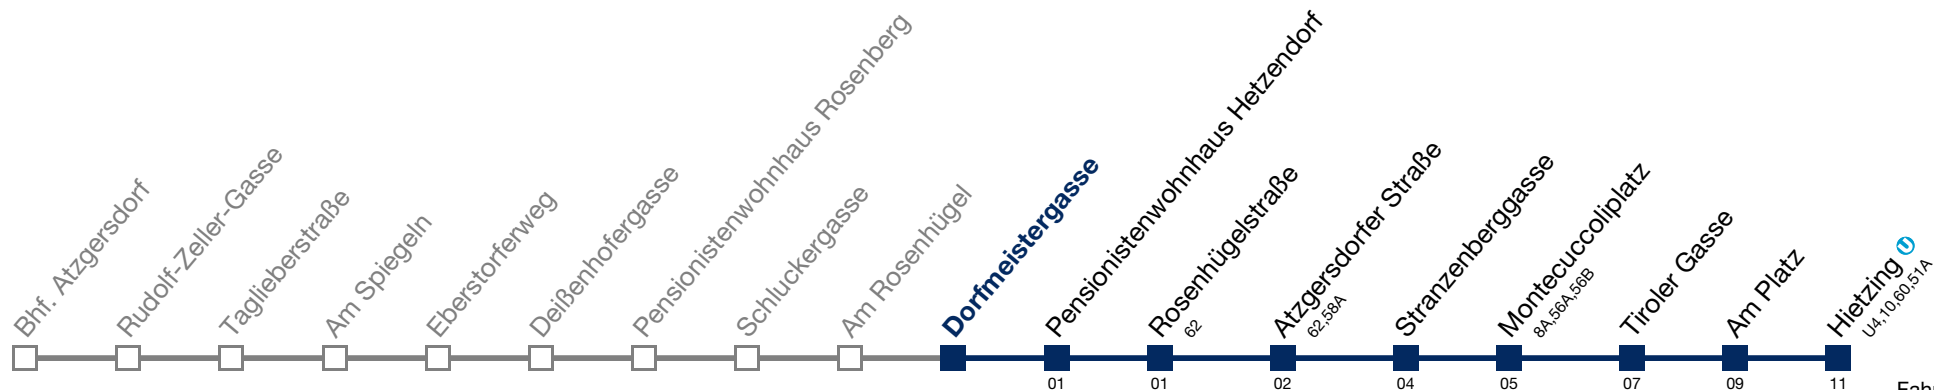 Bhf. Atzgersdorf
Rudolf-Zeller-Gasse
Taglieberstraße
Am Spiegeln
Eberstorferweg
Deißenhofergasse
Pensionistenwohnhaus Rosenberg
Schluckergasse
Am Rosenhügel
Dorfmeistergasse
Pensionistenwohnhaus Hetzendorf
01
Rosenhügelstraße
62
01
Atzgersdorfer Straße
62,58A
02
Stranzenberggasse
04
Montecuccoliplatz
8A,56A,56B
05
Tiroler Gasse
07
Am Platz
09
Hietzing U
U4,10,60,51A
11